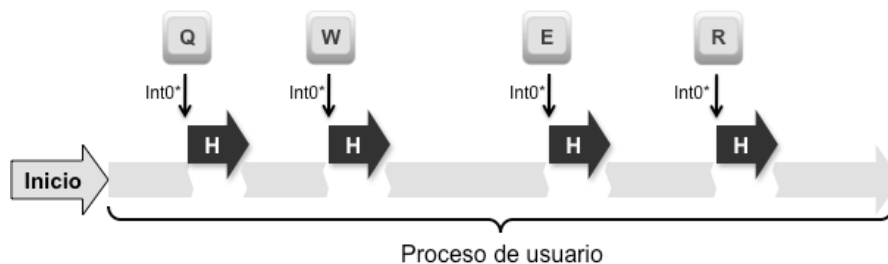 Q W E R
Int0* Int0* Int0* Int0*
H H H H
Inicio
Proceso de usuario